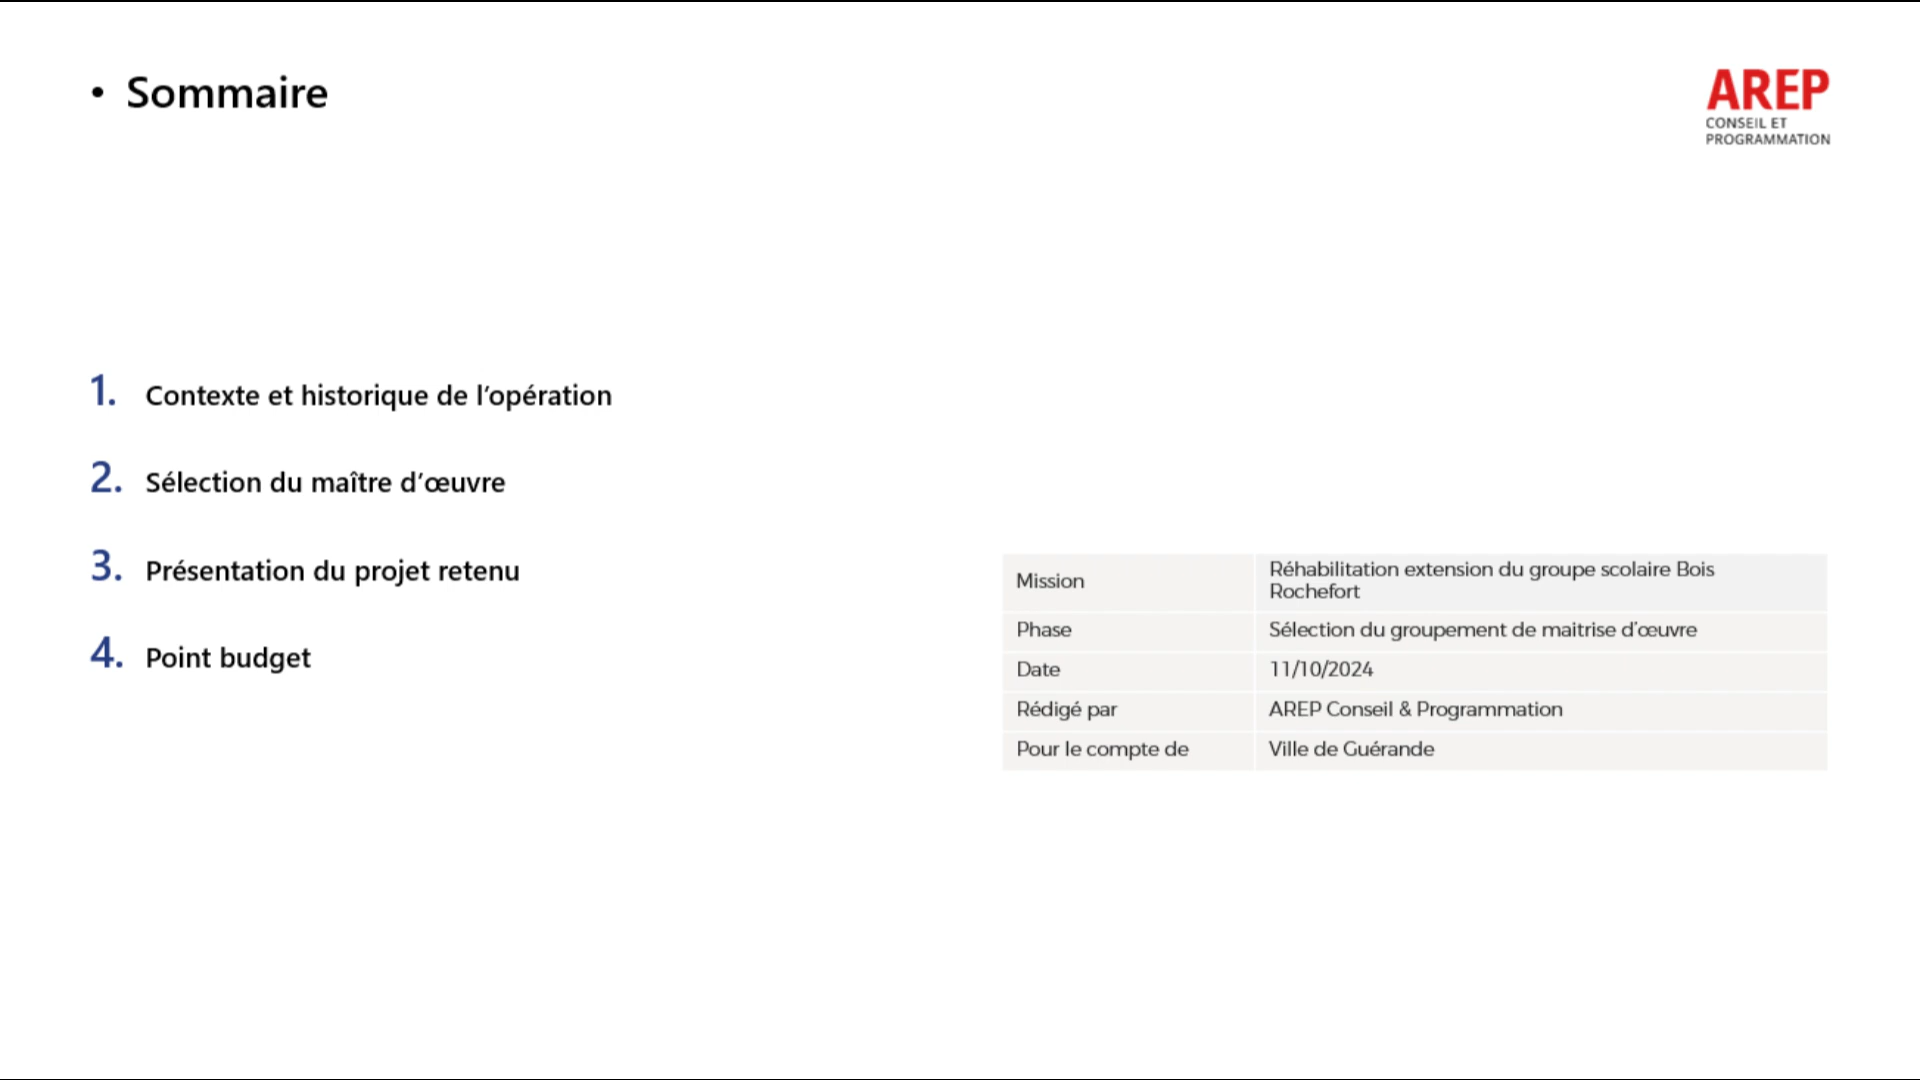 • Sommaire
AREP
CONSEIL ET
PROGRAMMATION
1. Contexte et historique de l’opération
2. Sélection du maître d’œuvre
3. Présentation du projet retenu
4. Point budget
Mission Réhabilitation extension du groupe scolaire Bois
Rochefort
Phase Sélection du groupement de maitrise d’œuvre
Date 11/10/2024
Rédigé par AREP Conseil & Programmation
Pour le compte de Ville de Guérande